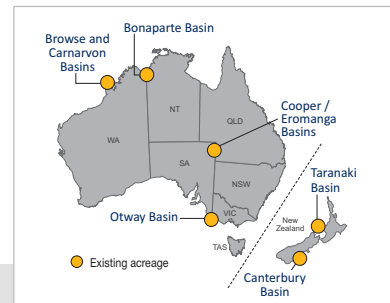 Bonaparte Basin
Browse and
Carnarvon
Basins
NT
QLD
Cooper /
Eromanga
Basins
WA
SA
NSW
Taranaki
Basin
Otway Basin
VIC
New
Zealand
TAS
Existing acreage
Canterbury
Basin